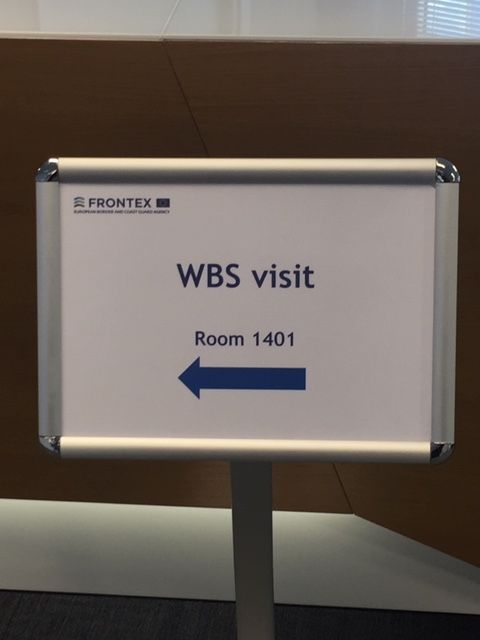 FRONTEX
EUROPEAN BORDER AND COAST GUARD AGENCY
WBS visit
Room 1401